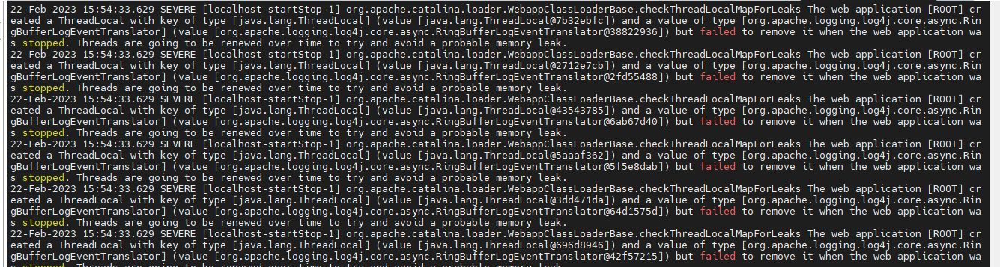 22-Feb-2023 15:54:33.629 SEVERE [localhost-startStop-1] org.apache.catalina.loader.WebappClassLoaderBase.checkThreadLocalMapForLeaks The web application [ROOT] cr
eated a ThreadLocal with key of type [java.lang.ThreadLocal] (value [java.lang.ThreadLocal@7b32ebfc]) and a value of type [org.apache.logging.log4j.core.async.Rin
gBufferLogEventTranslator] (value [org.apache.logging.log4j.core.async.RingBufferLogEventTranslator@38822936]) but failed to remove it when the web application wa
s stopped. Threads are going to be renewed over time to try and avoid a probable memory leak.
22-Feb-2023 15:54:33.629 SEVERE [localhost-startStop-1] org.apache.catalina.loader.WebappClassLoaderBase.checkThreadLocalMapForLeaks The web application [ROOT] cr
eated a ThreadLocal with key of type [java.lang.ThreadLocal] (value [java.lang.ThreadLocal@2712e7cb]) and a value of type [org.apache.logging.log4j.core.async.Rin
gBufferLogEventTranslator] (value [org.apache.logging.log4j.core.async.RingBufferLogEventTranslator@2fd55488]) but failed to remove it when the web application wa
s stopped. Threads are going to be renewed over time to try and avoid a probable memory leak.
22-Feb-2023 15:54:33.629 SEVERE [localhost-startStop-1] org.apache.catalina.loader.WebappClassLoaderBase.checkThreadLocalMapForLeaks The web application [ROOT] cr
eated a ThreadLocal with key of type [java.lang.ThreadLocal] (value [java.lang.ThreadLocal@43543785]) and a value of type [org.apache.logging.log4j.core.async.Rin
gBufferLogEventTranslator] (value [org.apache.logging.log4j.core.async.RingBufferLogEventTranslator@6ab67d40]) but failed to remove it when the web application wa
s stopped. Threads are going to be renewed over time to try and avoid a probable memory leak.
22-Feb-2023 15:54:33.629 SEVERE [localhost-startStop-1] org.apache.catalina.loader.WebappClassLoaderBase.checkThreadLocalMapForLeaks The web application [ROOT] cr
eated a ThreadLocal with key of type [java.lang.ThreadLocal] (value [java.lang.ThreadLocal@5aaaf362]) and a value of type [org.apache.logging.log4j.core.async.Rin
gBufferLogEventTranslator] (value [org.apache.logging.log4j.core.async.RingBufferLogEventTranslator@5f5e8dab]) but failed to remove it when the web application wa
s stopped. Threads are going to be renewed over time to try and avoid a probable memory leak.
22-Feb-2023 15:54:33.629 SEVERE [localhost-startStop-1] org.apache.catalina.loader.WebappClassLoaderBase.checkThreadLocalMapForLeaks The web application [ROOT] cr
eated a ThreadLocal with key of type [java.lang.ThreadLocal] (value [java.lang.ThreadLocal@3dd471da]) and a value of type [org.apache.logging.log4j.core.async.Rin
gBufferLogEventTranslator] (value [org.apache.logging.log4j.core.async.RingBufferLogEventTranslator@64d1575d]) but failed to remove it when the web application wa
s stopped. Threads are going to be renewed over time to try and avoid a probable memory leak.
22-Feb-2023 15:54:33.629 SEVERE [localhost-startStop-1] org.apache.catalina.loader.WebappClassLoaderBase.checkThreadLocalMapForLeaks The web application [ROOT] cr
eated a ThreadLocal with key of type [java.lang.ThreadLocal] (value [java.lang.ThreadLocal@696d8946]) and a value of type [org.apache.logging.log4j.core.async.Rin
gBufferLogEventTranslator] (value [org.apache.logging.log4j.core.async.RingBufferLogEventTranslator@42f57215]) but failed to remove it when the web application wa
s stopped. Threads are going to be renewed over time to try and avoid a probable memory leak.